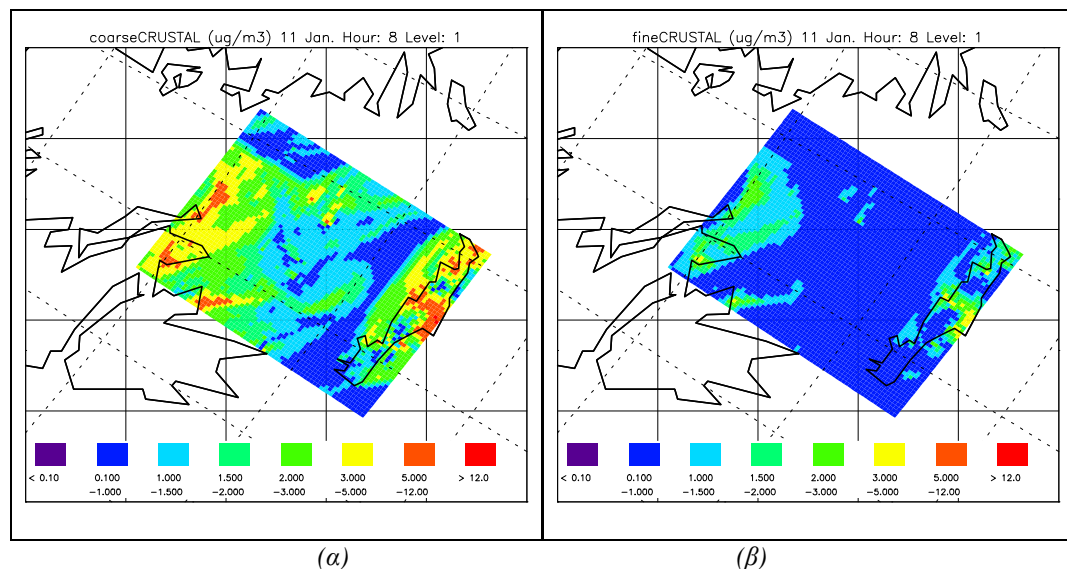 coarseCRUSTAL (ug/m3) 11 Jan. Hour: 8 Level: 1
< 0.10 0.100 1.000 1.500 2.000 3.000 5.000 > 12.0
−1.000 −1.500 −2.000 −3.000 −5.000 −12.00
(α)
fineCRUSTAL (ug/m3) 11 Jan. Hour: 8 Level: 1
< 0.10 0.100 1.000 1.500 2.000 3.000 5.000 > 12.0
−1.000 −1.500 −2.000 −3.000 −5.000 −12.00
(β)